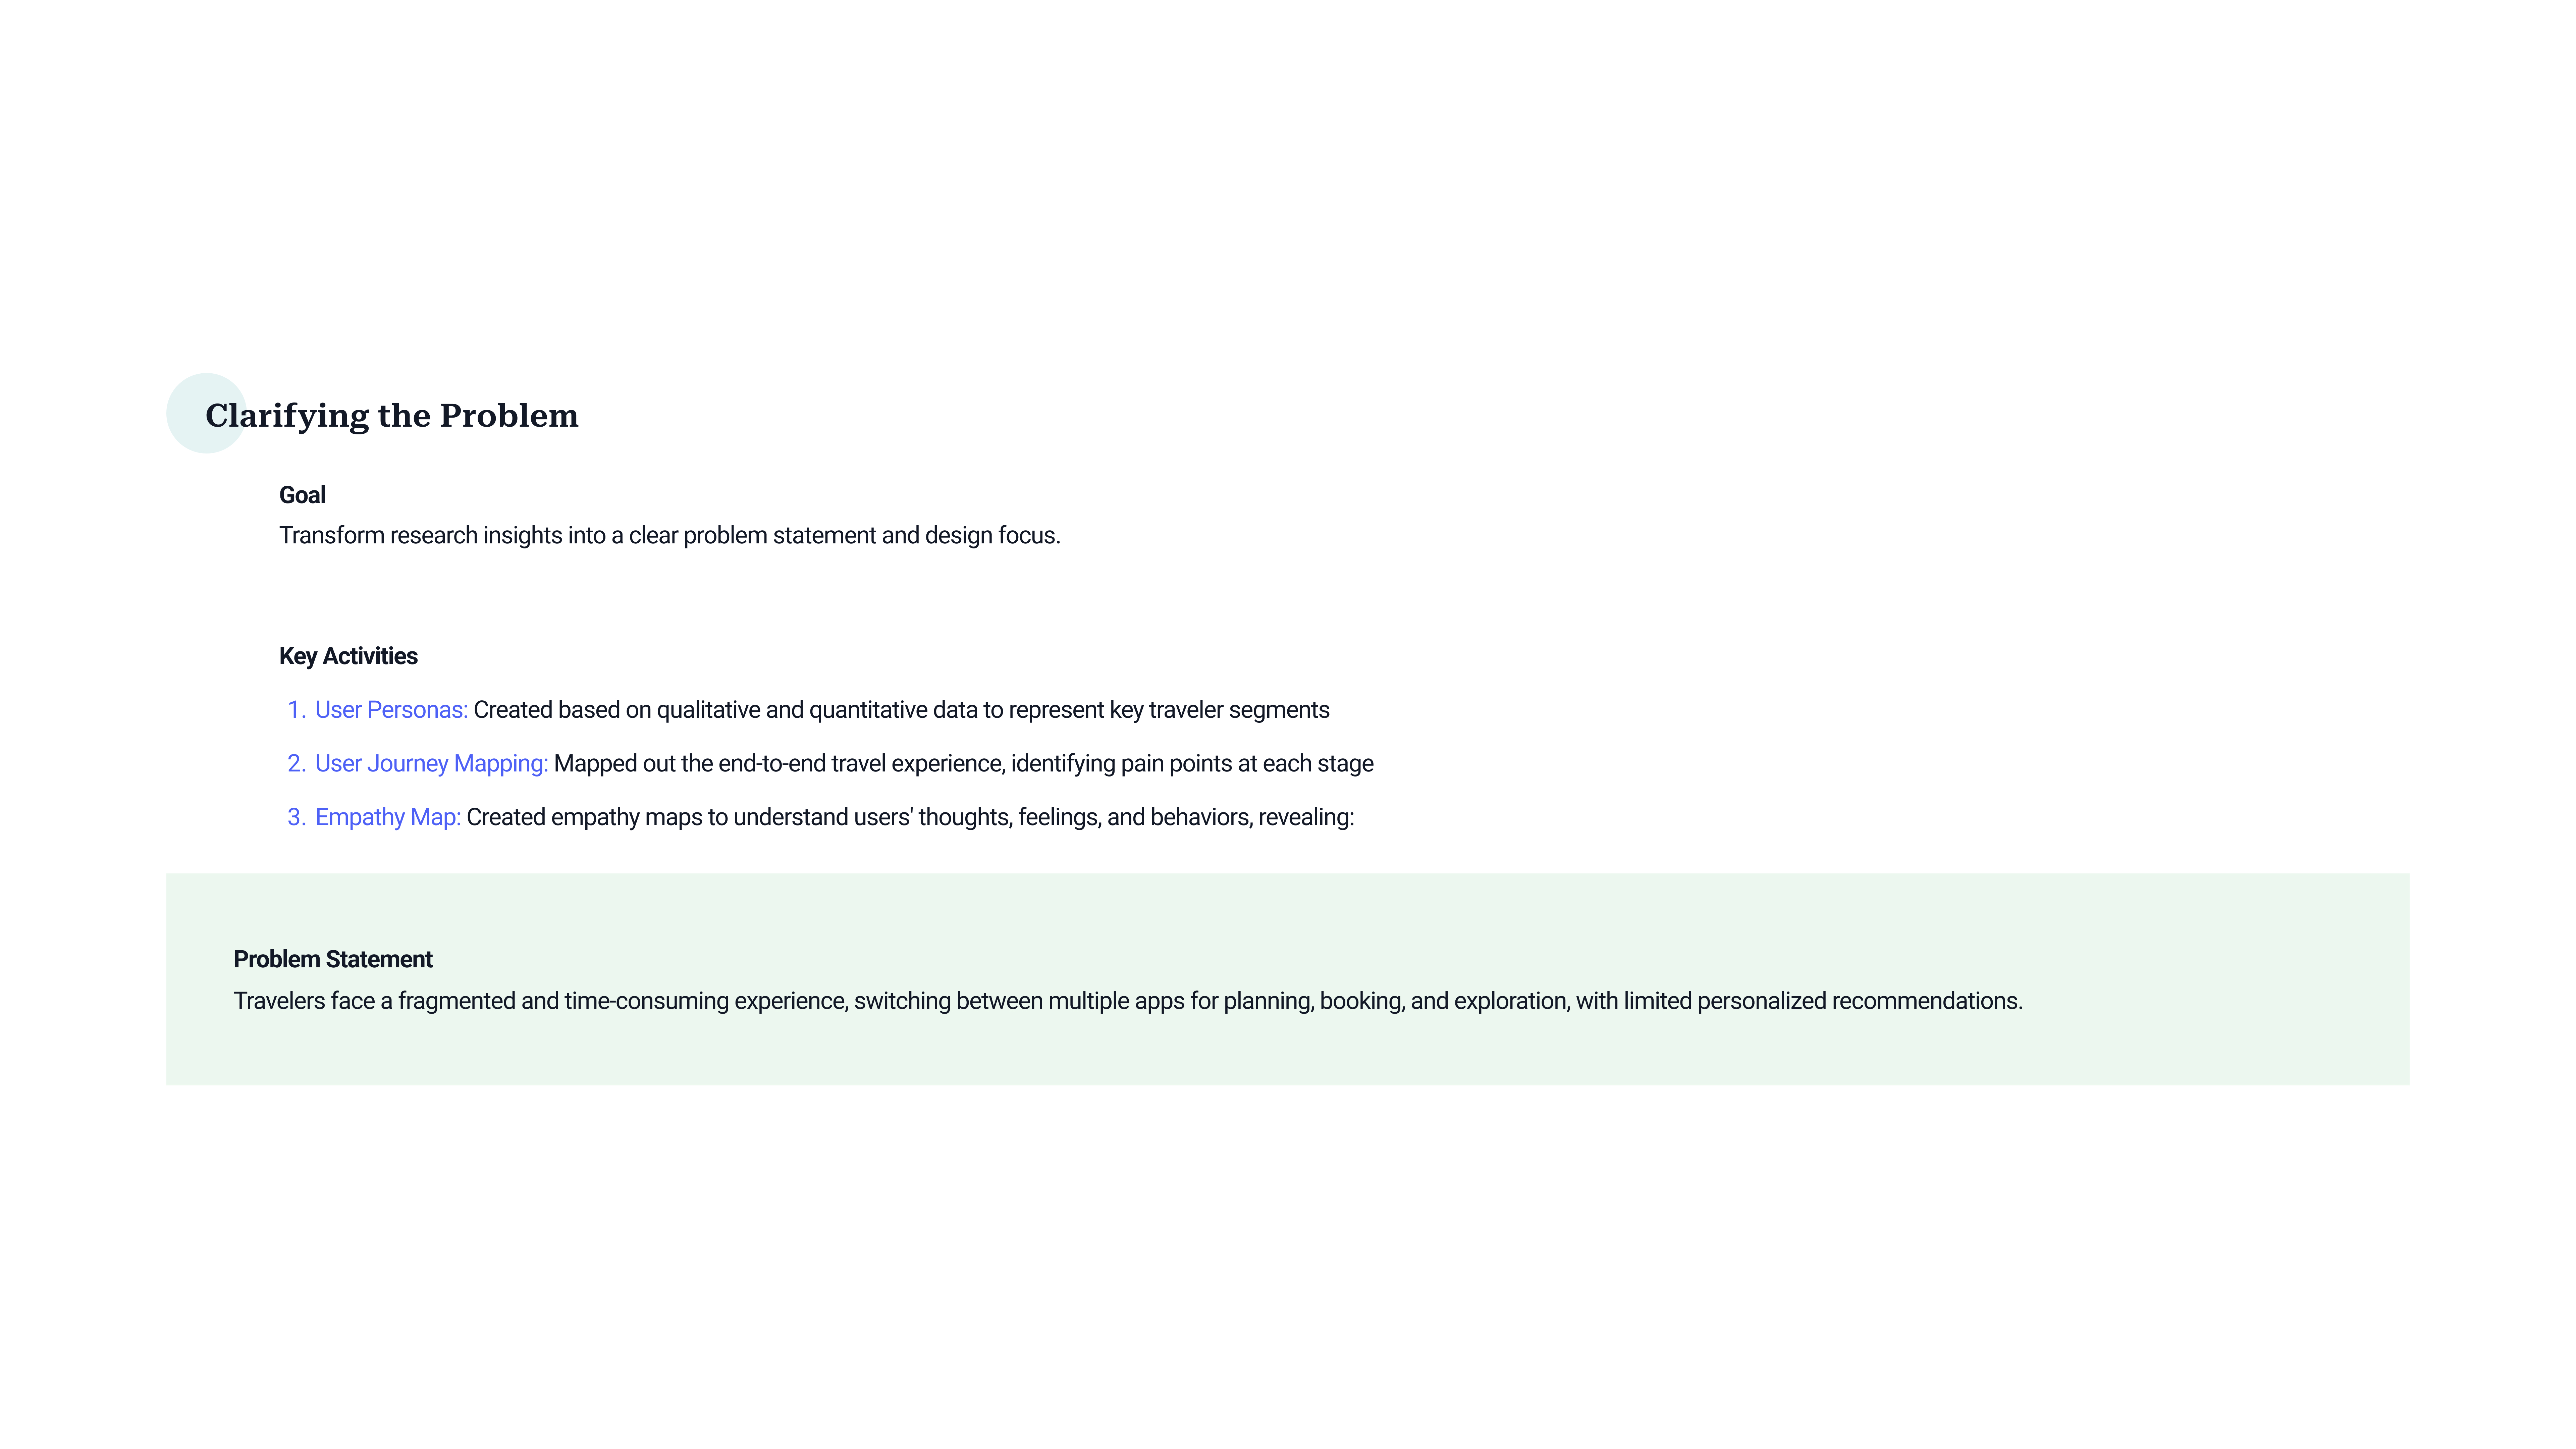 Clarifying the Problem
Goal
Transform research insights into a clear problem statement and design focus.
Key Activities
1. User Personas: Created based on qualitative and quantitative data to represent key traveler segments
2. User Journey Mapping: Mapped out the end-to-end travel experience, identifying pain points at each stage
3. Empathy Map: Created empathy maps to understand users' thoughts, feelings, and behaviors, revealing:
Problem Statement
Travelers face a fragmented and time-consuming experience, switching between multiple apps for planning, booking, and exploration, with limited personalized recommendations.